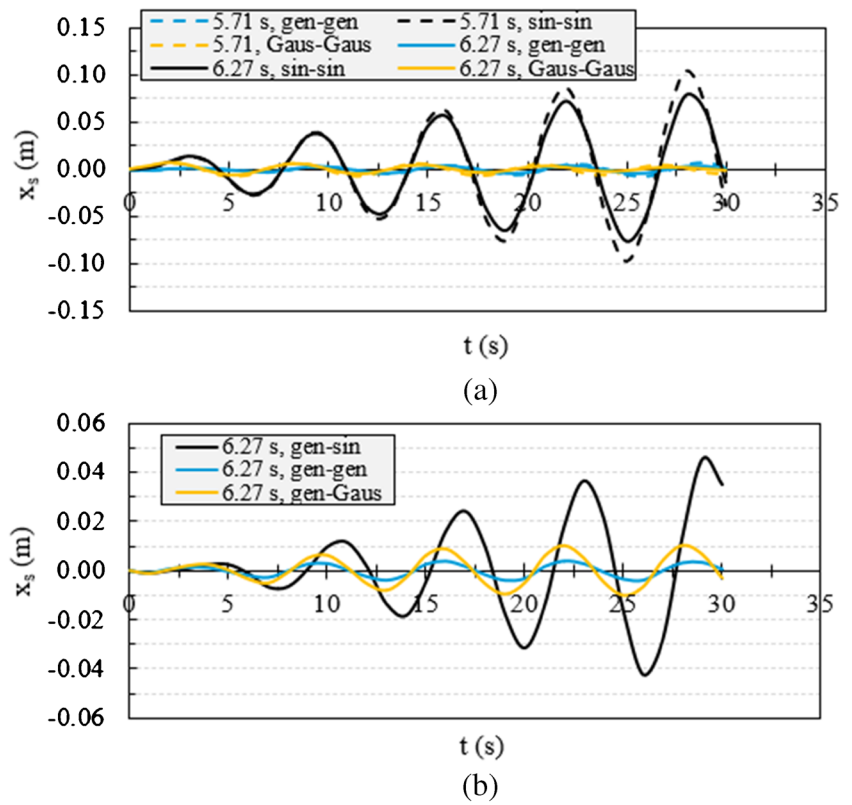 5.71 s, gen-gen 5.71 s, sin-sin
5.71, Gaus-Gaus 6.27 s, gen-gen
6.27 s, sin-sin 6.27 s, Gaus-Gaus
0.15
0.10
0.05
0.00
-0.05
-0.10
-0.15
xs (m)
0 5 10 15 20 25 30 35
t (s)
(a)
6.27 s, gen-sin
6.27 s, gen-gen
6.27 s, gen-Gaus
0.06
0.04
0.02
0.00
-0.02
-0.04
-0.06
xs (m)
0 5 10 15 20 25 30 35
t (s)
(b)